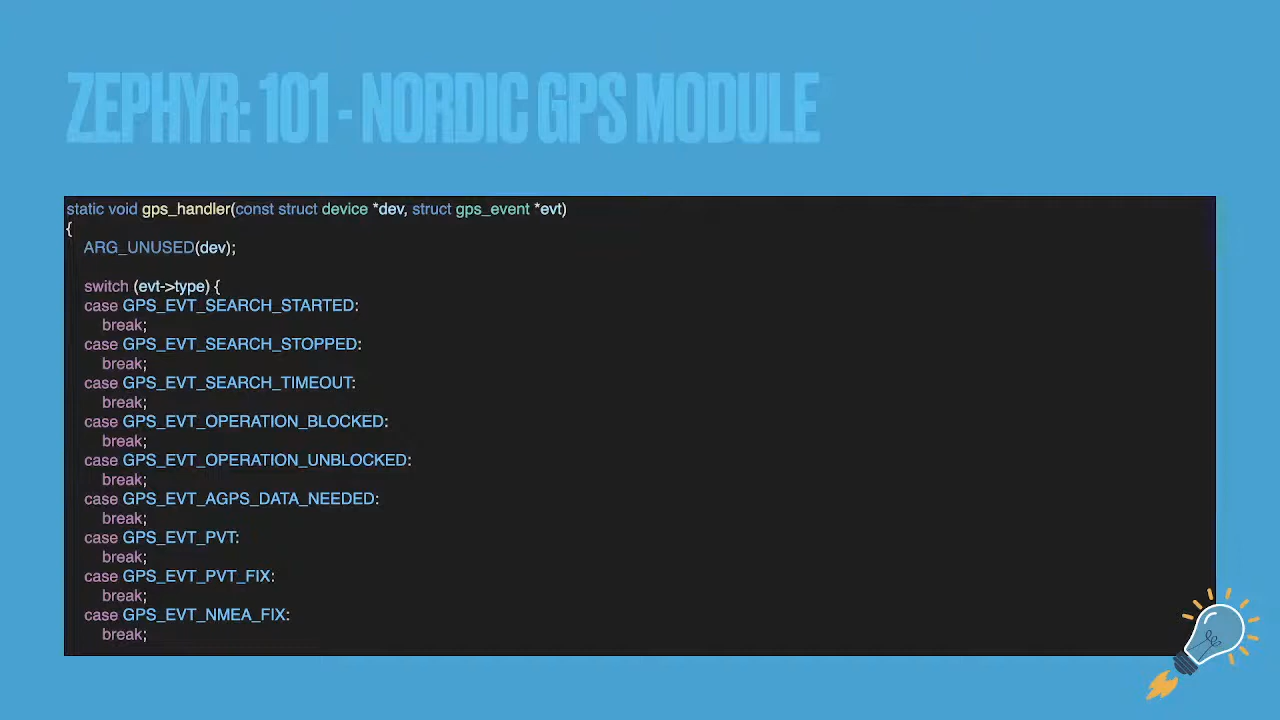 ZEPHYR: 101 - NORDIC GPS MODULE
static void gps_handler(const struct device *dev, struct gps_event *evt)
{
ARG_UNUSED(dev);
switch (evt->type) {
case GPS_EVT_SEARCH_STARTED:
break;
case GPS_EVT_SEARCH_STOPPED:
break;
case GPS_EVT_SEARCH_TIMEOUT:
break;
case GPS_EVT_OPERATION_BLOCKED:
break;
case GPS_EVT_OPERATION_UNBLOCKED:
break;
case GPS_EVT_AGPS_DATA_NEEDED:
break;
case GPS_EVT_PVT:
break;
case GPS_EVT_PVT_FIX:
break;
case GPS_EVT_NMEA_FIX:
break;